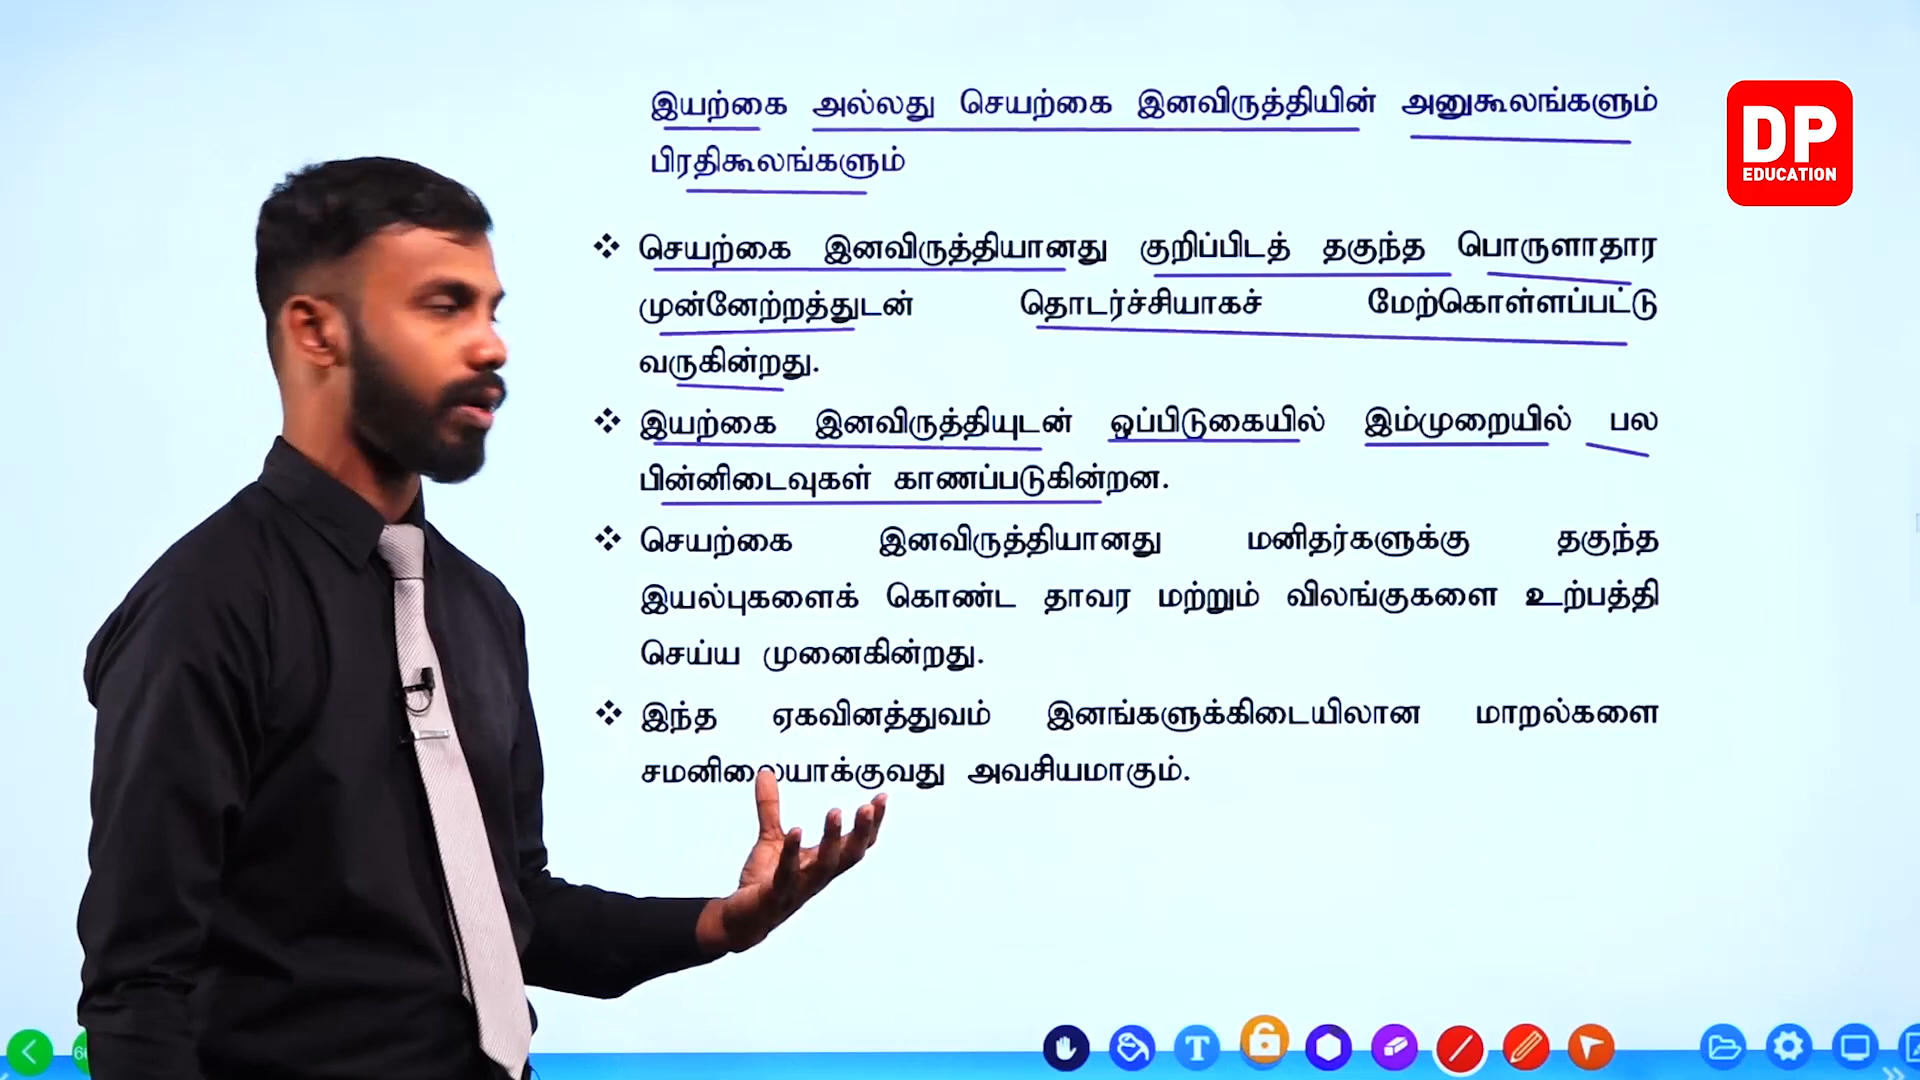 இயற்கை அல்லது செயற்கை இனவிருத்தியின் அனுகூலங்களும்
பிரதிகூலங்களும்
DP
EDUCATION
❖ செயற்கை இனவிருத்தியானது குறிப்பிடத் தகுந்த பொருளாதார
முன்னேற்றத்துடன் தொடர்ச்சியாகச் மேற்கொள்ளப்பட்டு
வருகின்றது.
❖ இயற்கை இனவிருத்தியுடன் ஒப்பிடுகையில் இம்முறையில் பல
பின்னிடைவுகள் காணப்படுகின்றன.
❖ செயற்கை இனவிருத்தியானது மனிதர்களுக்கு தகுந்த
இயல்புகளைக் கொண்ட தாவர மற்றும் விலங்குகளை உற்பத்தி
செய்ய முனைகின்றது.
❖ இந்த ஏகவினத்துவம் இனங்களுக்கிடையிலான மாறல்களை
சமனிலையாக்குவது அவசியமாகும்.
T